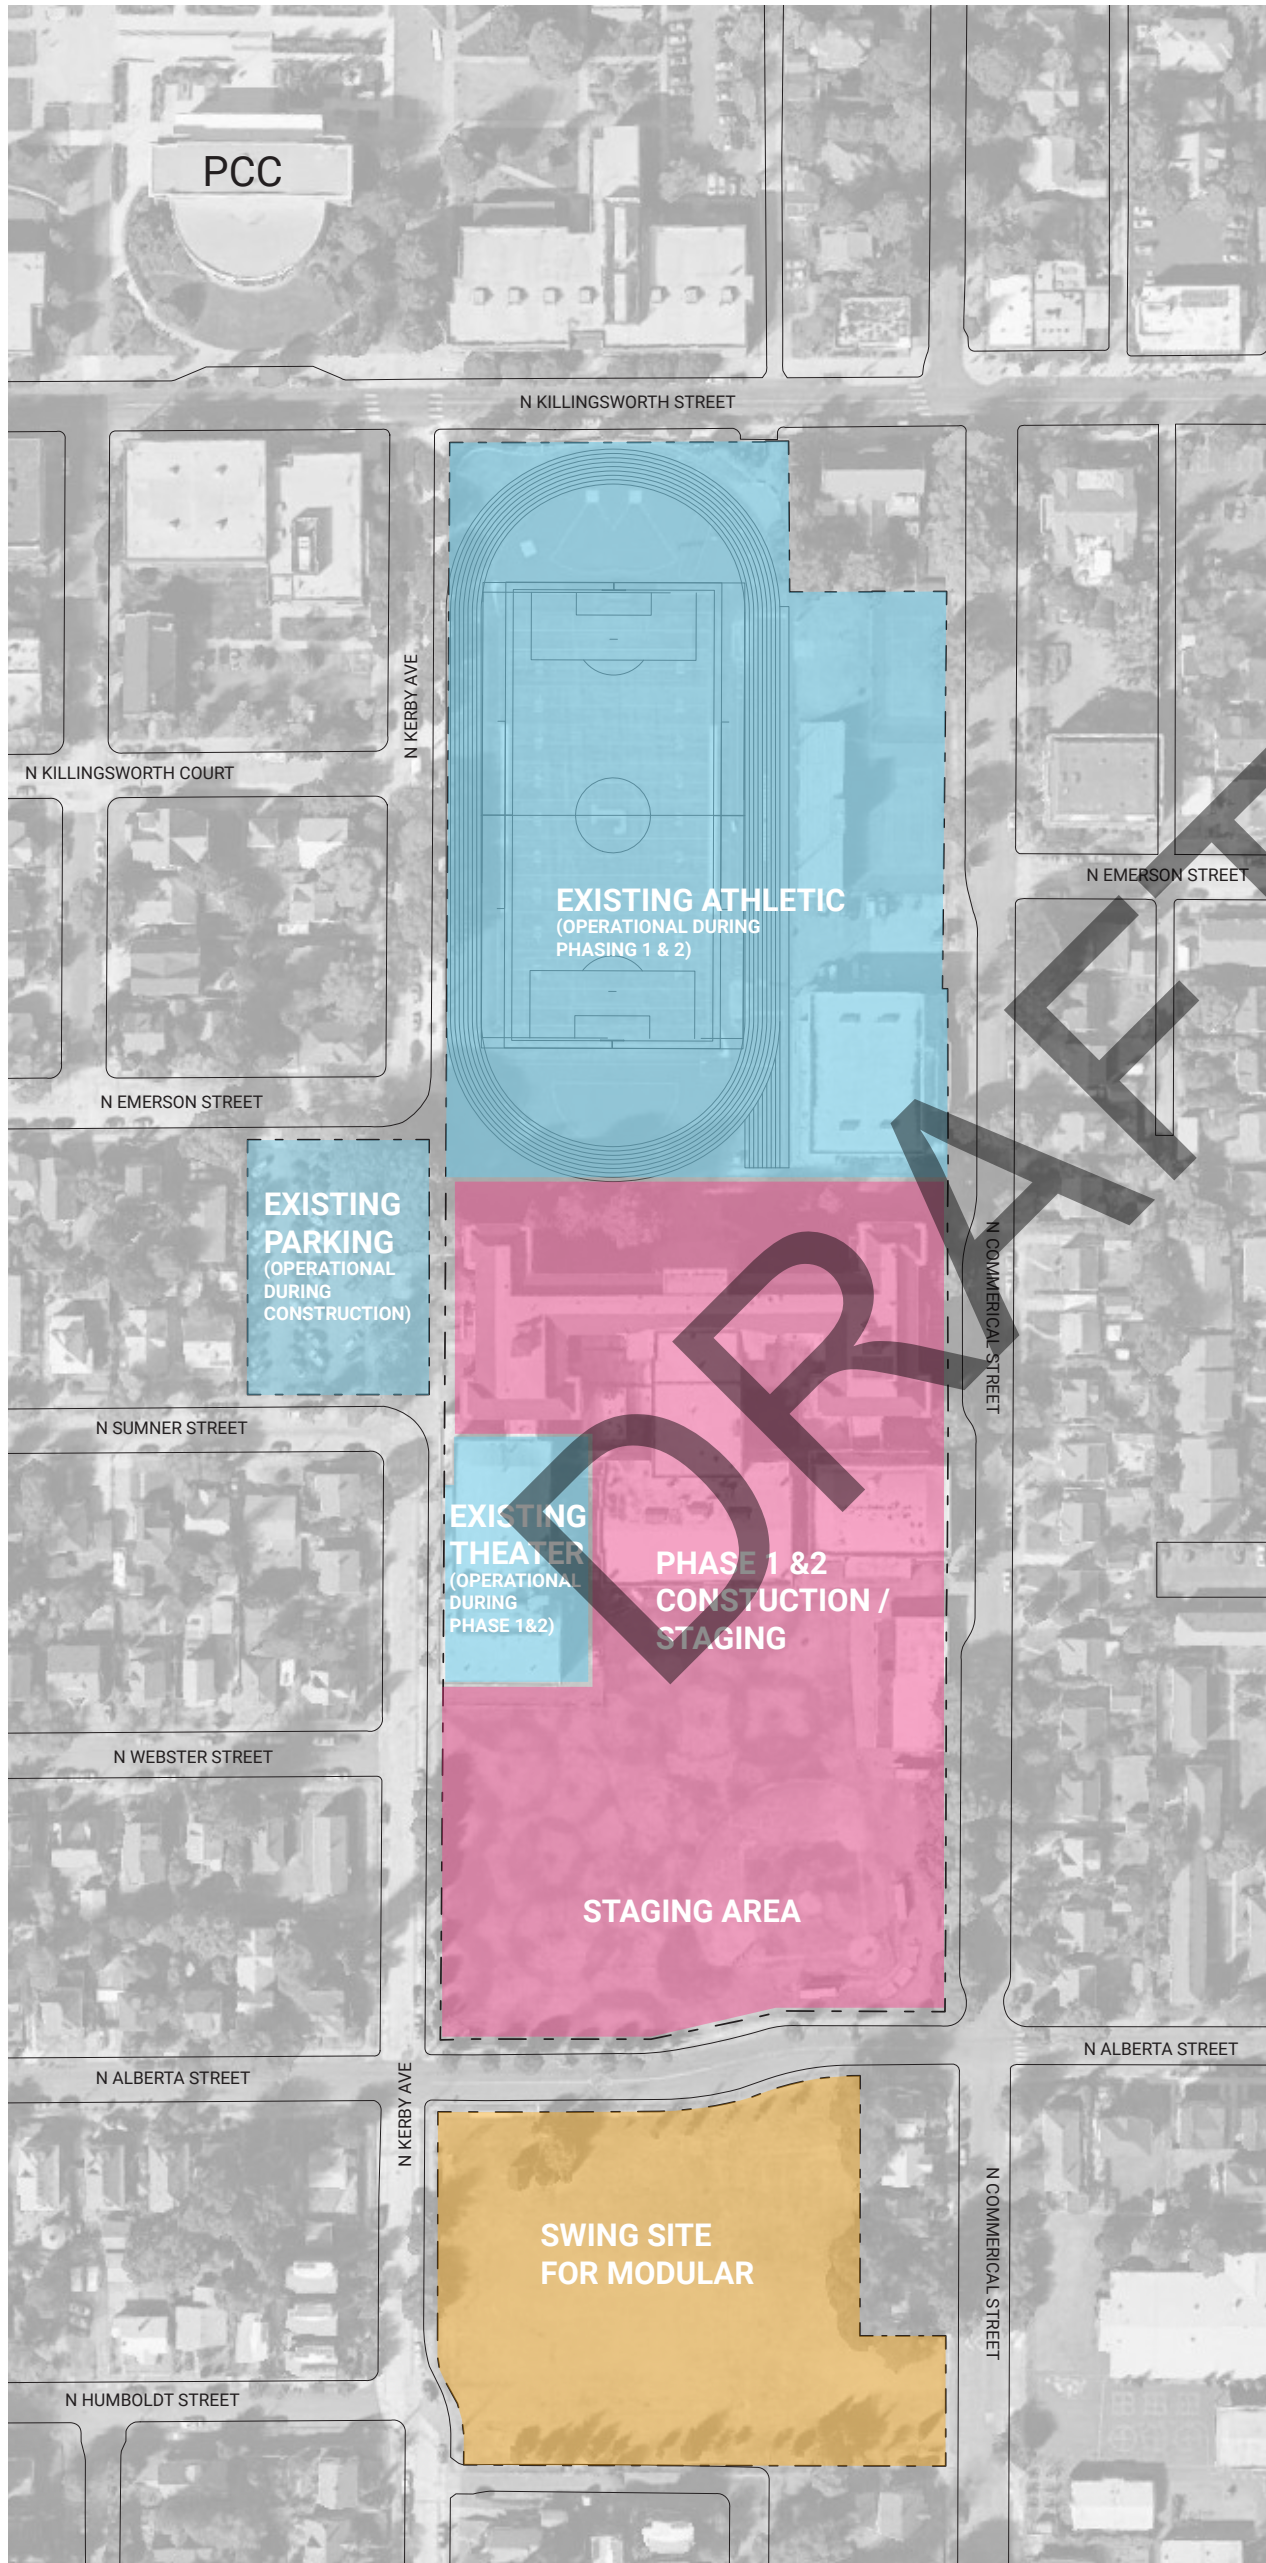 PCC
N KILLINGSWORTH STREET
N KERBY AVE
N KILLINGSWORTH COURT
N EMERSON STREET
EXISTING ATHLETIC
(OPERATIONAL DURING
PHASING 1 & 2)
N EMERSON STREET
EXISTING
PARKING
(OPERATIONAL
DURING
CONSTRUCTION)
N COMMERICAL STREET
N SUMNER STREET
EXISTING
THEATER
(OPERATIONAL
DURING
PHASE 1&2)
PHASE 1 &2
CONSTUCTION /
STAGING
DRAFT
N WEBSTER STREET
STAGING AREA
N ALBERTA STREET
N ALBERTA STREET
N KERBY AVE
SWING SITE
FOR MODULAR
N COMMERICAL STREET
N HUMBOLDT STREET